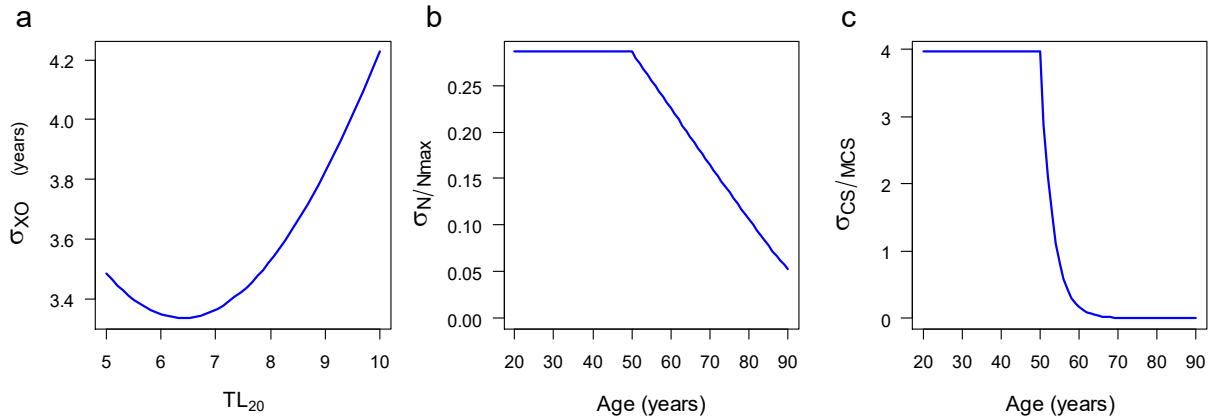 a
σXO (years)
4.2
4.0
3.8
3.6
3.4
5 6 7 8 9 10
TL20
b
σN/Nmax
0.25
0.20
0.15
0.10
0.05
0.00
20 30 40 50 60 70 80 90
Age (years)
c
σCS/MCS
4
3
2
1
0
20 30 40 50 60 70 80 90
Age (years)